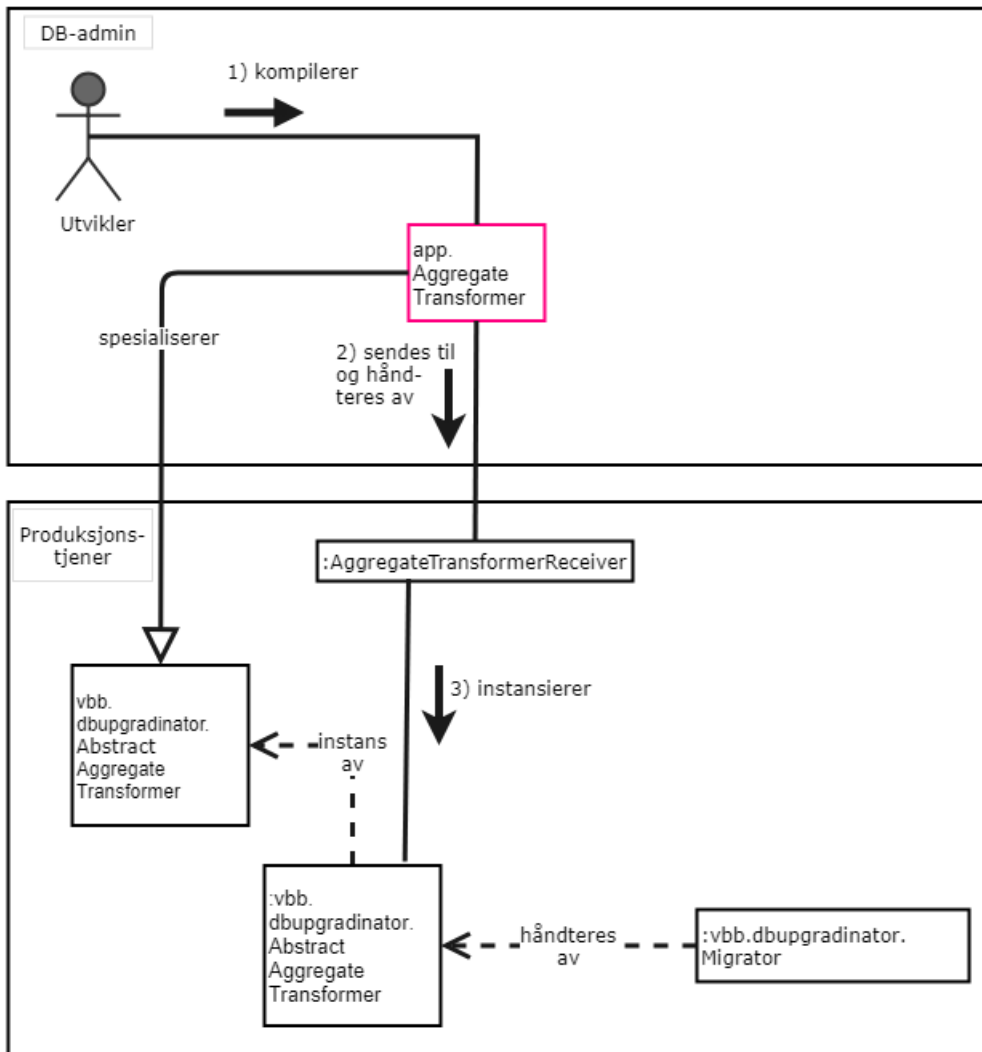 DB-admin
1) kompilerer
Utvikler
app.
Aggregate
Transformer
spesialiserer
2) sendes til
og hånd-
teres av
Produksjons-
tjener
:AggregateTransformerReceiver
vbb.
dbupgradinator.
Abstract
Aggregate
Transformer
3) instansierer
instans
av
:vbb.
dbupgradinator.
Abstract
Aggregate
Transformer
håndteres
av
:vbb.dbupgradinator.
Migrator